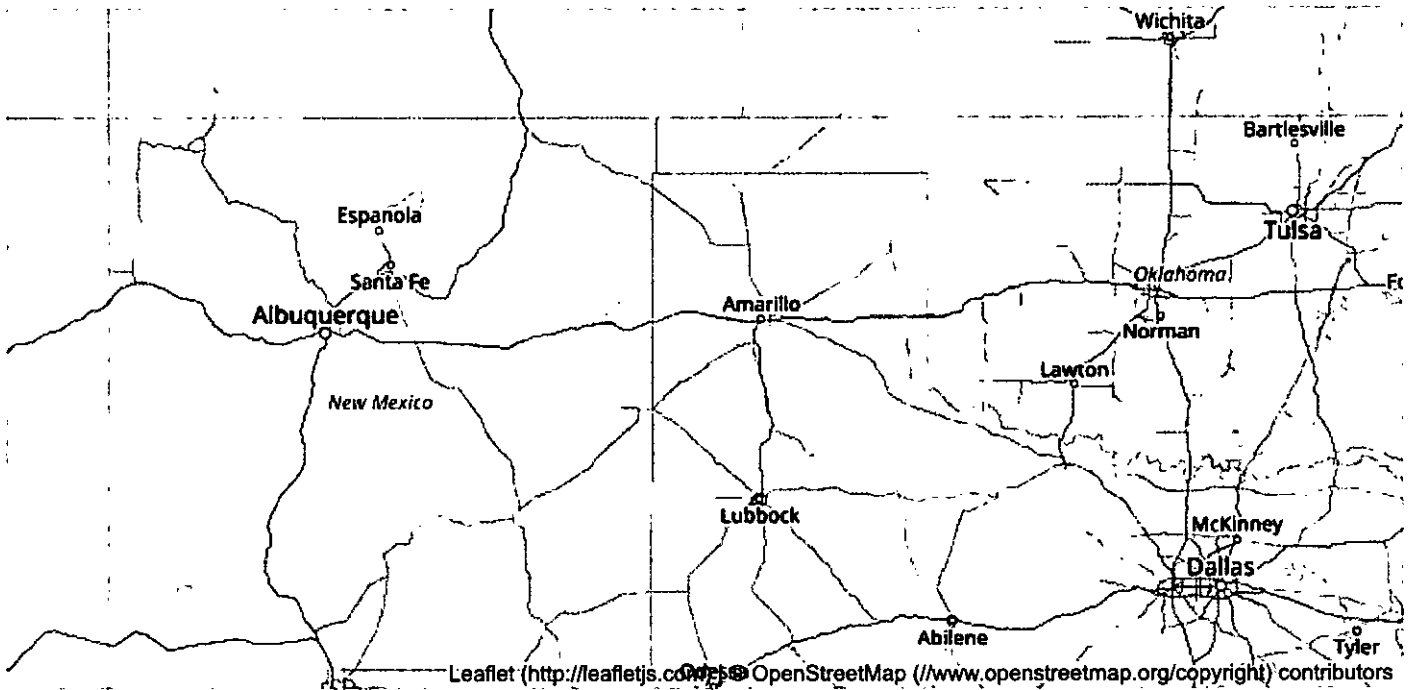 Wichita
Bartlesville
Espanola
Tulsa
Santa Fe
Oklahoma
Amarillo
Albuquerque
Norman
Lawton
New Mexico
Lubbock
McKinney
Dallas
Abilene
Tyler
Leaflet (http://leafletjs.com) © OpenStreetMap (//www.openstreetmap.org/copyright) contributors